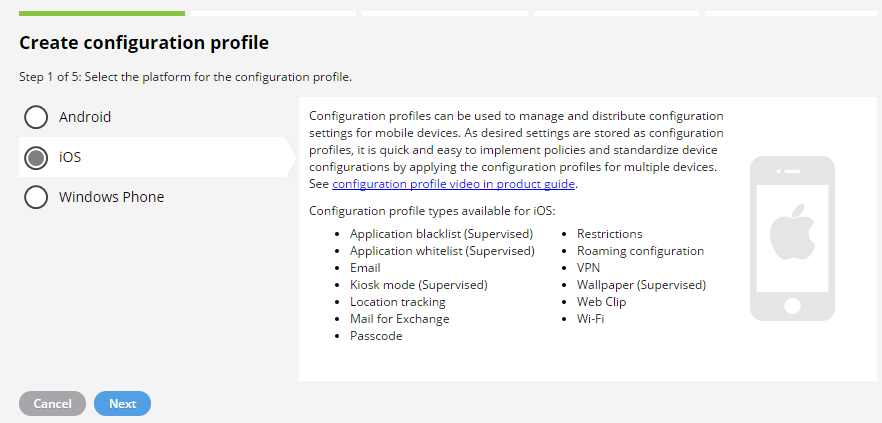 Create configuration profile
Step 1 of 5: Select the platform for the configuration profile.
Android
iOS
Windows Phone
Configuration profiles can be used to manage and distribute configuration
settings for mobile devices. As desired settings are stored as configuration
profiles, it is quick and easy to implement policies and standardize device
configurations by applying the configuration profiles for multiple devices.
See configuration profile video in product guide.
Configuration profile types available for iOS:
• Application blacklist (Supervised)
• Application whitelist (Supervised)
• Email
• Kiosk mode (Supervised)
• Location tracking
• Mail for Exchange
• Passcode
• Restrictions
• Roaming configuration
• VPN
• Wallpaper (Supervised)
• Web Clip
• Wi-Fi
Cancel
Next